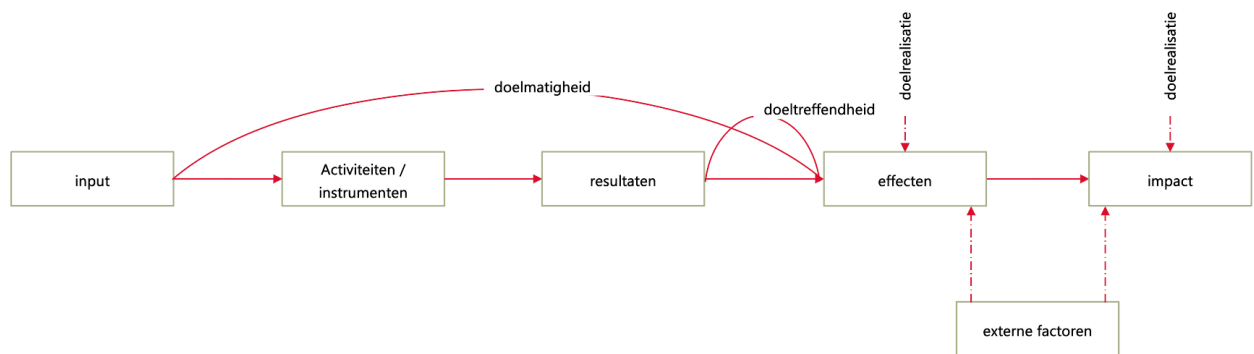 doelrealisatie
doelrealisatie
doelmatigheid
doeltreffendheid
input
Activiteiten /
instrumenten
resultaten
effecten
impact
externe factoren